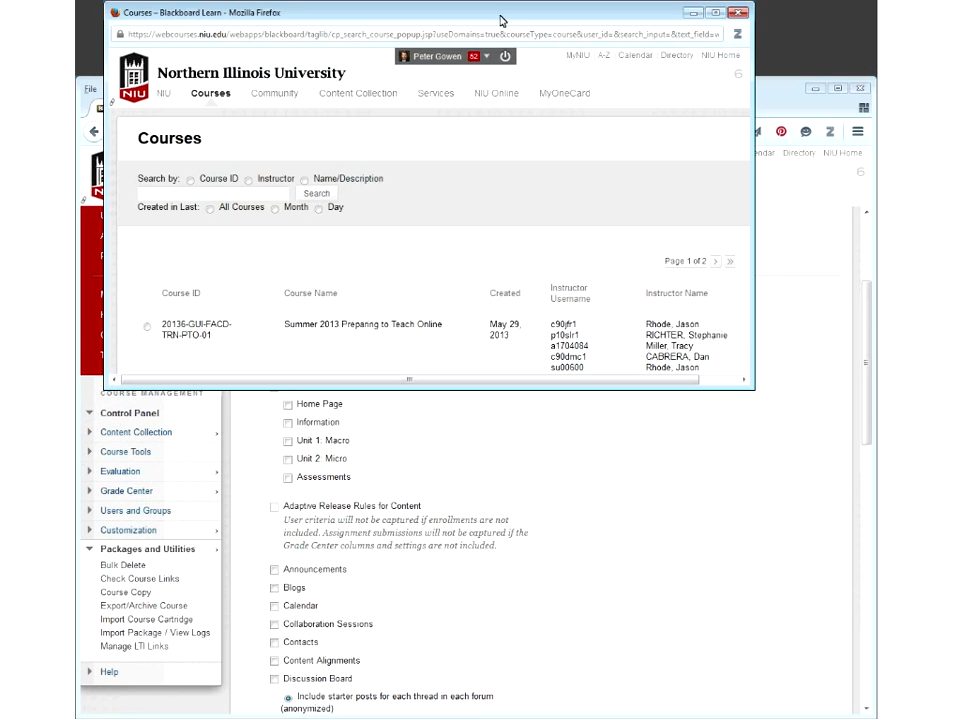 Courses – Blackboard Learn - Mozilla Firefox
https://webcourses.niu.edu/webapps/blackboard/taglib/cp_search_course_popup.jsp?useDomains=true&courseType=course&user_id=&search_input=&text_field=
Peter Gowen 52
MyNIU A-Z Calendar Directory NIU Home
NIU
Northern Illinois University
6
NIU Courses Community Content Collection Services NIU Online MyOneCard
File
Courses
Directory NIU Home
6
Search by: Course ID Instructor Name/Description
Search
Created in Last: All Courses Month Day
Page 1 of 2 > »
Course ID Course Name Created Instructor Username Instructor Name
20136-GUI-FACD-TRN-PTO-01 Summer 2013 Preparing to Teach Online May 29, 2013
c90jfr1 Rhode, Jason
p10slr1 RICHTER, Stephanie
a1704084 Miller, Tracy
c90dmc1 CABRERA, Dan
su00600 Rhode, Jason
COURSE MANAGEMENT
Control Panel
Content Collection
Course Tools
Evaluation
Grade Center
Users and Groups
Customization
Packages and Utilities
Bulk Delete
Check Course Links
Course Copy
Export/Archive Course
Import Course Cartridge
Import Package / View Logs
Manage LTI Links
Help
Home Page
Information
Unit 1: Macro
Unit 2: Micro
Assessments
Adaptive Release Rules for Content
User criteria will not be captured if enrollments are not
included. Assignment submissions will not be captured if the
Grade Center columns and settings are not included.
Announcements
Blogs
Calendar
Collaboration Sessions
Contacts
Content Alignments
Discussion Board
Include starter posts for each thread in each forum
(anonymized)